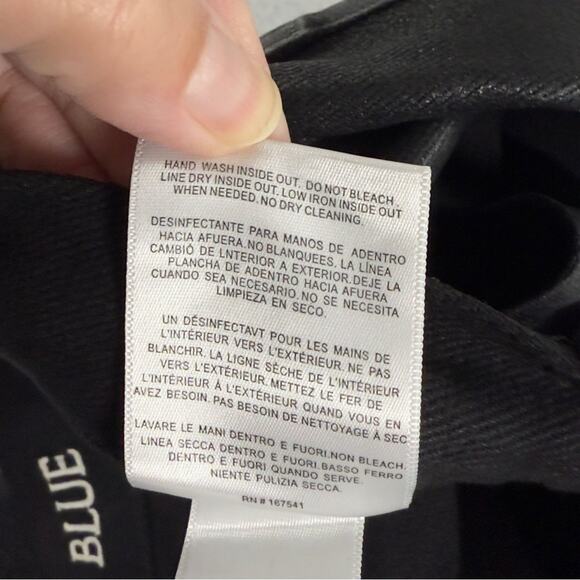 HAND WASH INSIDE OUT. DO NOT BLEACH.
LINE DRY INSIDE OUT. LOW IRON INSIDE OUT
WHEN NEEDED. NO DRY CLEANING.
DESINFECTANTE PARA MANOS DE ADENTRO
HACIA AFUERA.NO BLANQUEES. LA LÍNEA
CAMBIÓ DE LNTERIOR A EXTERIOR.DEJE LA
PLANCHA DE ADENTRO HACIA AFUERA
CUANDO SEA NECESARIO. NO SE NECESITA
LIMPIEZA EN SECO.
UN DÉSINFECTAVT POUR LES MAINS DE
L'INTÉRIEUR VERS L'EXTÉRIEUR. NE PAS
BLANCHIR. LA LIGNE SÈCHE DE L'INTÉRIEUR
VERS L'EXTÉRIEUR. METTEZ LE FER DE
L'INTÉRIEUR À L'EXTÉRIEUR QUAND VOUS EN
AVEZ BESOIN. PAS BESOIN DE NETTOYAGE À SEC
LAVARE LE MANI DENTRO E FUORI.NON BLEACH.
LINEA SECCA DENTRO E FUORI. BASSO FERRO
DENTRO E FUORI QUANDO SERVE.
NIENTE PULIZIA SECCA.
RN # 167541
BLUE